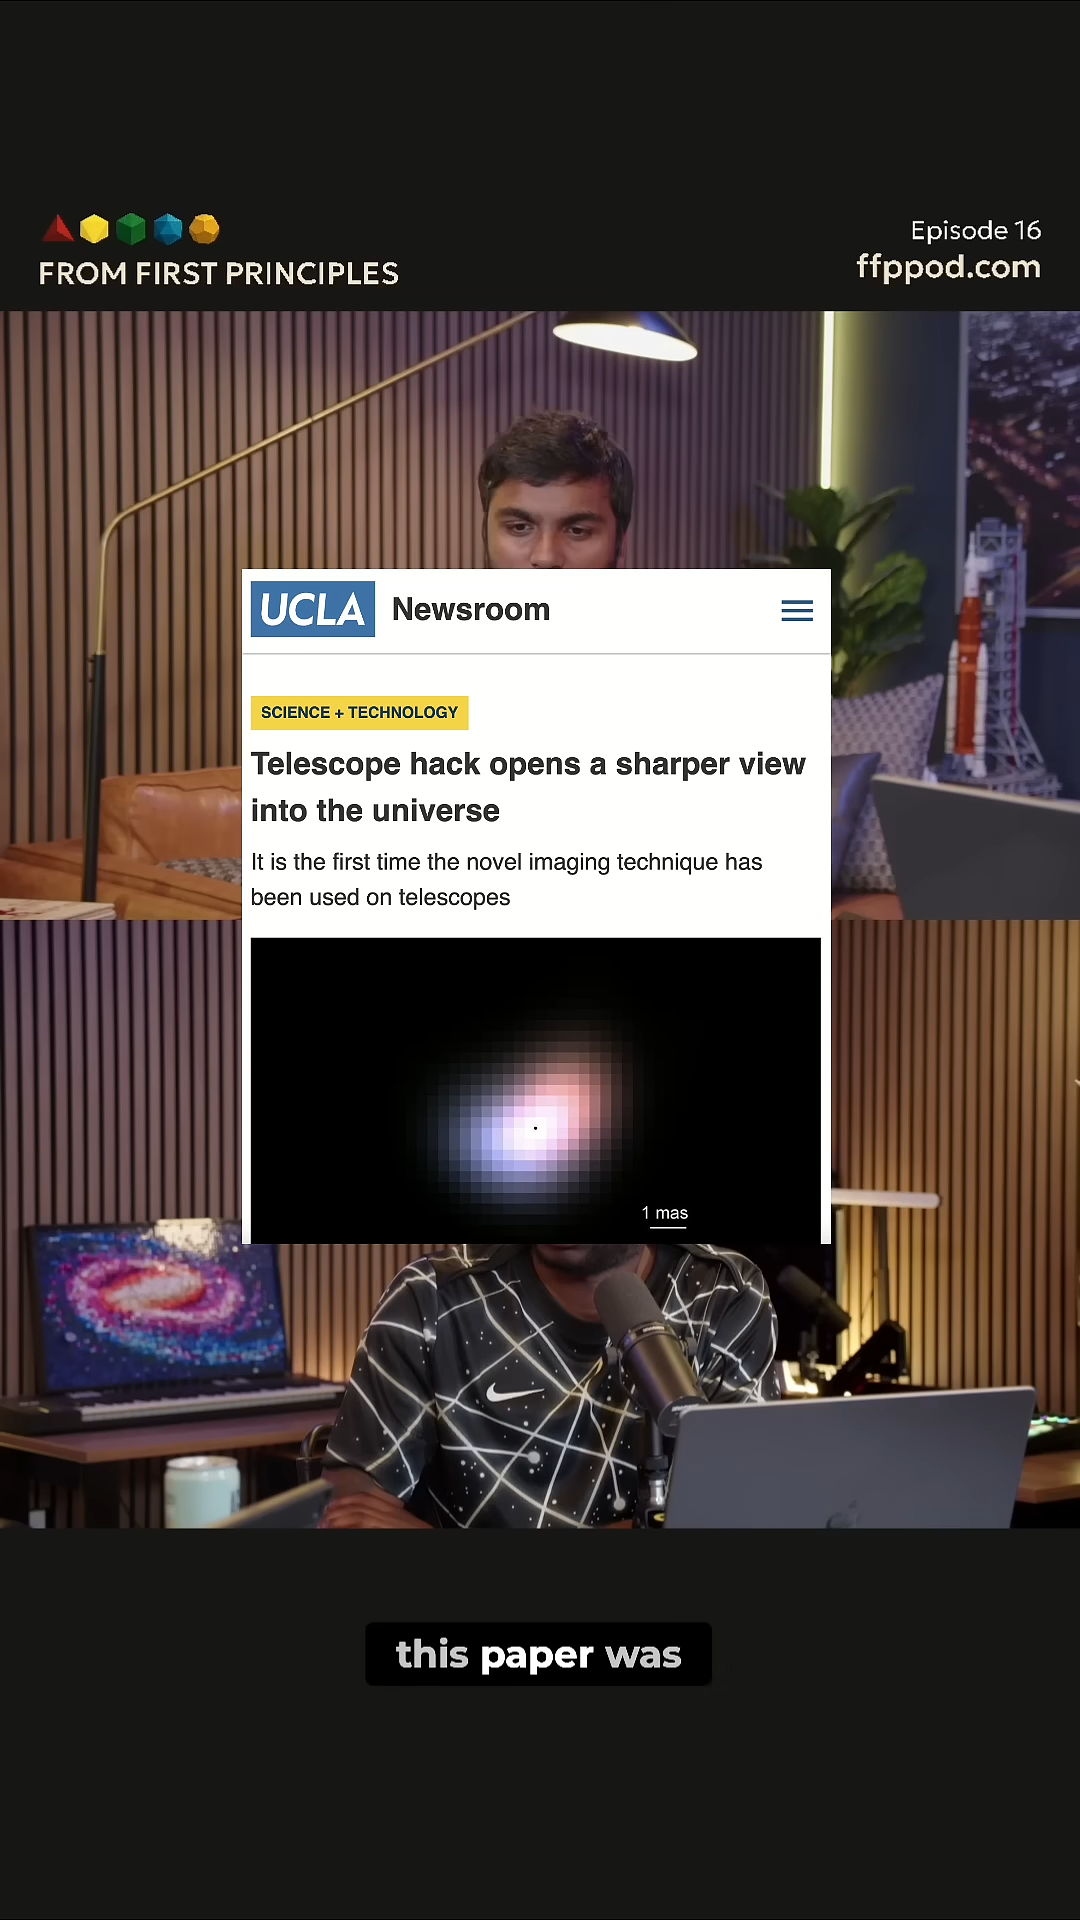 Episode 16
FROM FIRST PRINCIPLES
ffppod.com
UCLA Newsroom
SCIENCE + TECHNOLOGY
Telescope hack opens a sharper view
into the universe
It is the first time the novel imaging technique has
been used on telescopes
1 mas
this paper was